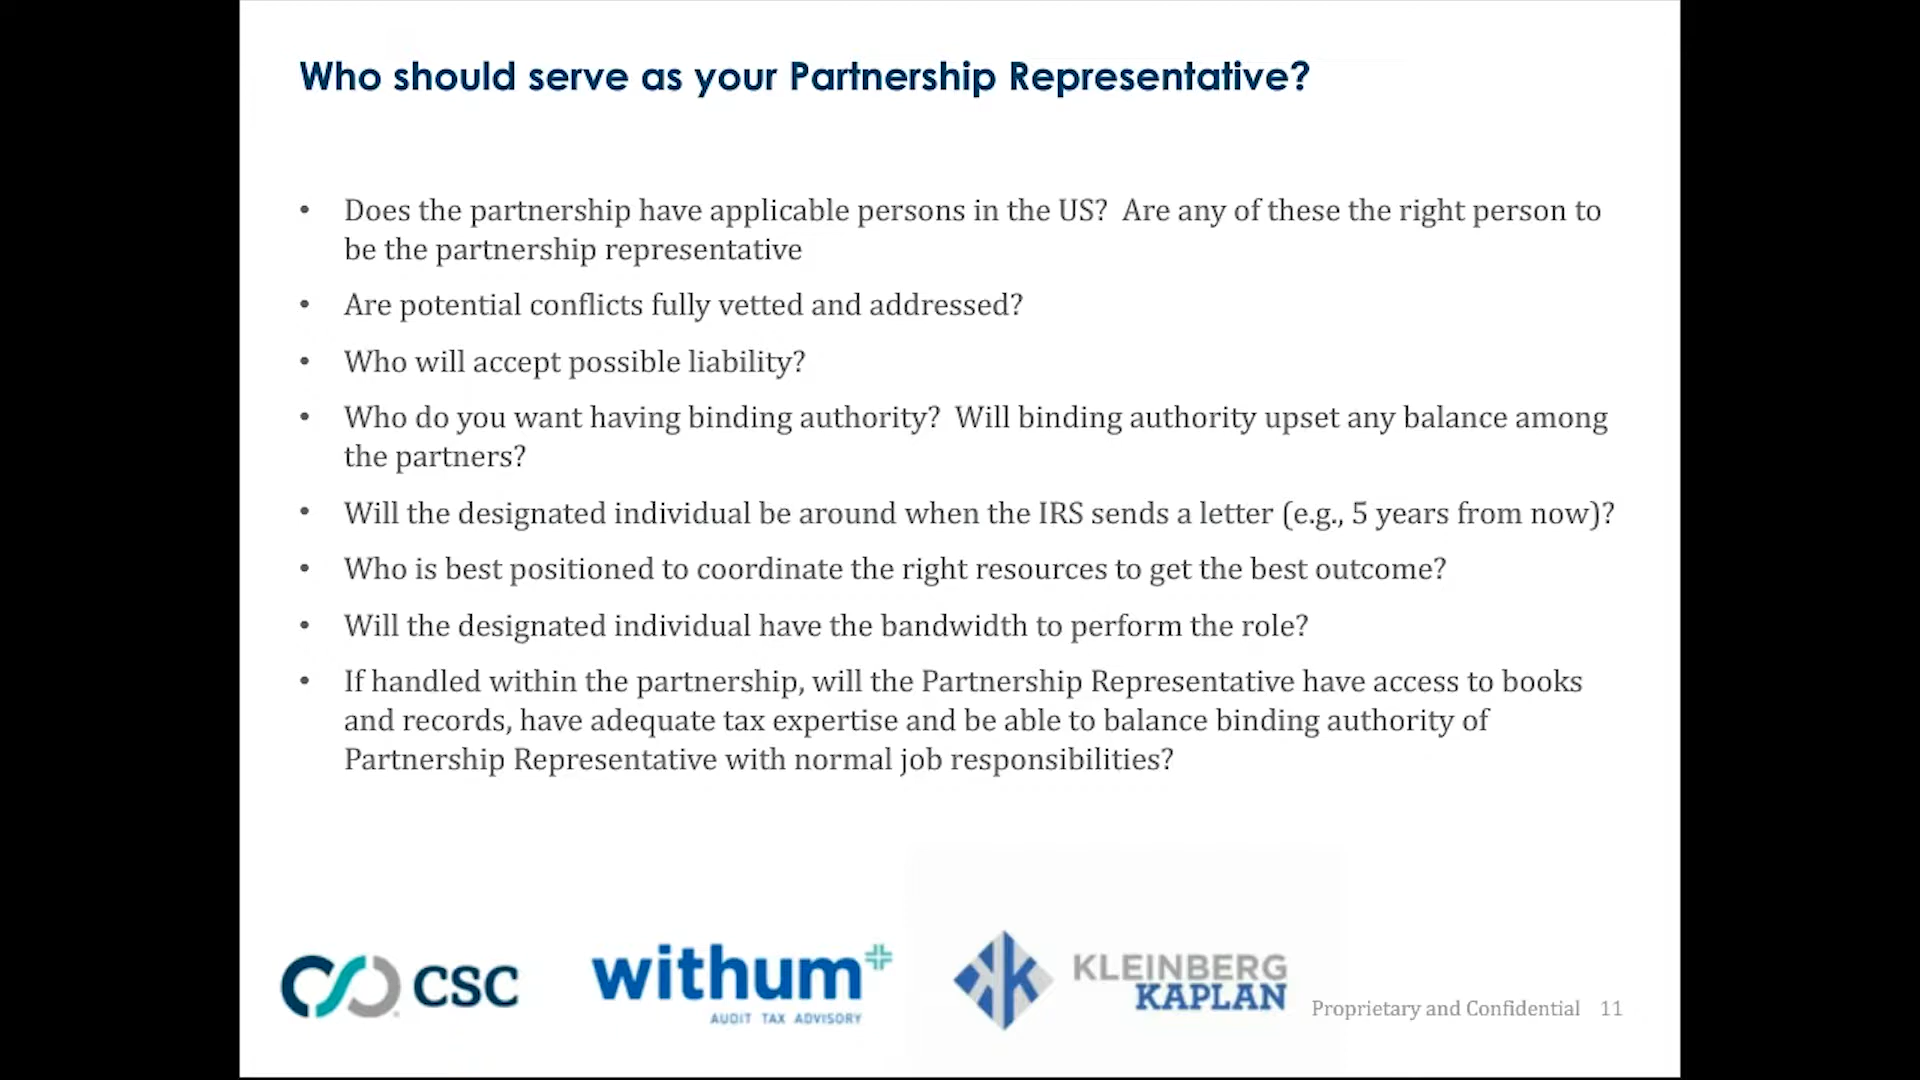 Who should serve as your Partnership Representative?
• Does the partnership have applicable persons in the US?  Are any of these the right person to
be the partnership representative
• Are potential conflicts fully vetted and addressed?
• Who will accept possible liability?
• Who do you want having binding authority?  Will binding authority upset any balance among
the partners?
• Will the designated individual be around when the IRS sends a letter (e.g., 5 years from now)?
• Who is best positioned to coordinate the right resources to get the best outcome?
• Will the designated individual have the bandwidth to perform the role?
• If handled within the partnership, will the Partnership Representative have access to books
and records, have adequate tax expertise and be able to balance binding authority of
Partnership Representative with normal job responsibilities?
CSC
withum
AUDIT TAX ADVISORY
KLEINBERG
KAPLAN
Proprietary and Confidential 11